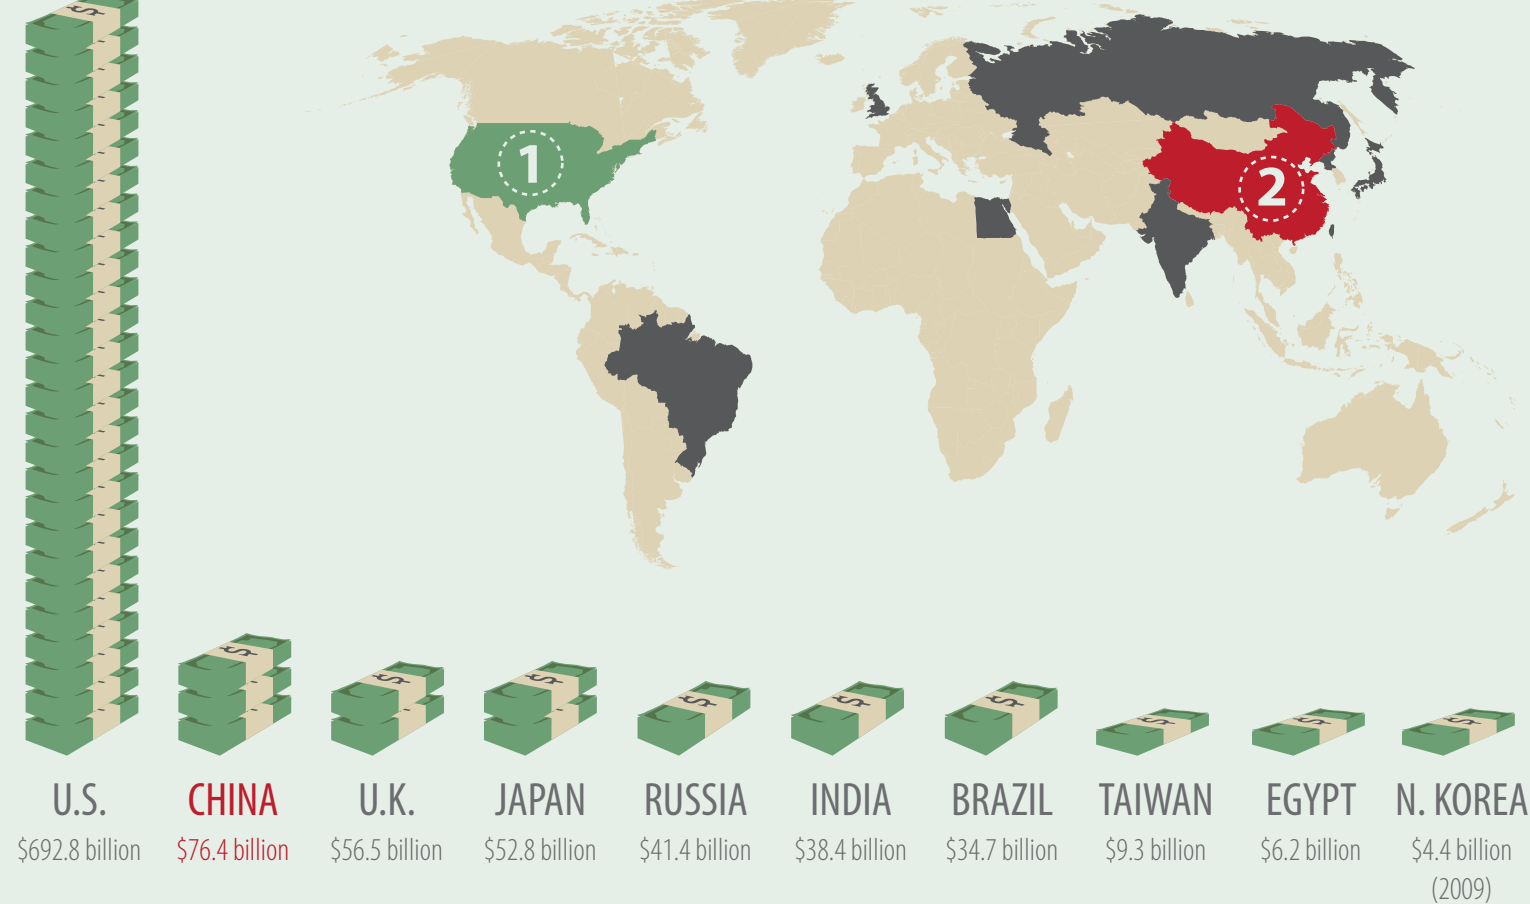 1
2
U.S.
$692.8 billion
CHINA
$76.4 billion
U.K.
$56.5 billion
JAPAN
$52.8 billion
RUSSIA
$41.4 billion
INDIA
$38.4 billion
BRAZIL
$34.7 billion
TAIWAN
$9.3 billion
EGYPT
$6.2 billion
N. KOREA
$4.4 billion
(2009)